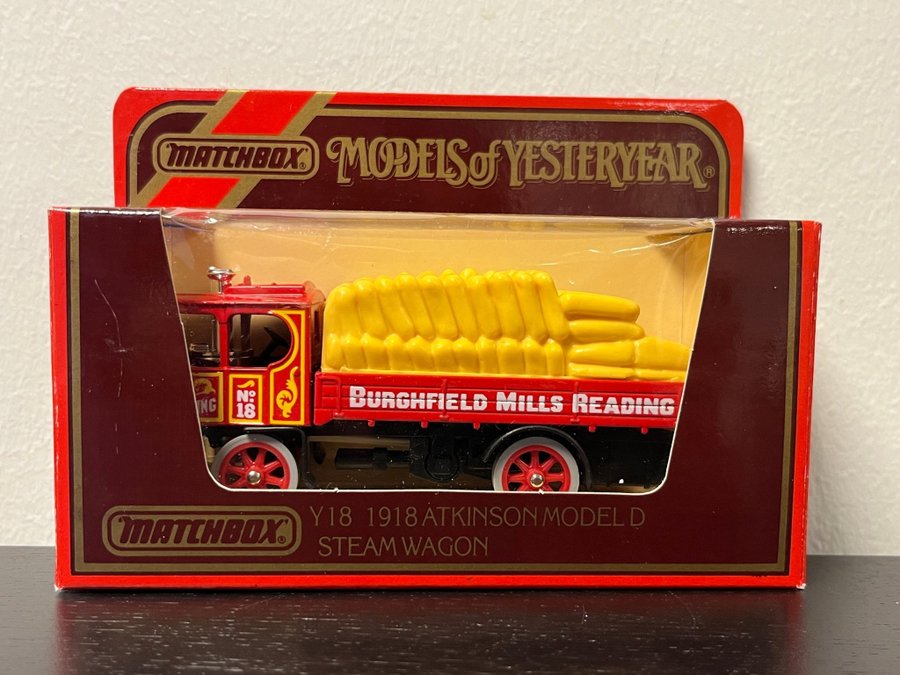 MATCHBOX®
MODELS of YESTERYEAR®
No
18
BURGHFIELD MILLS READING
MATCHBOX®
Y18 1918 ATKINSON MODEL D
STEAM WAGON